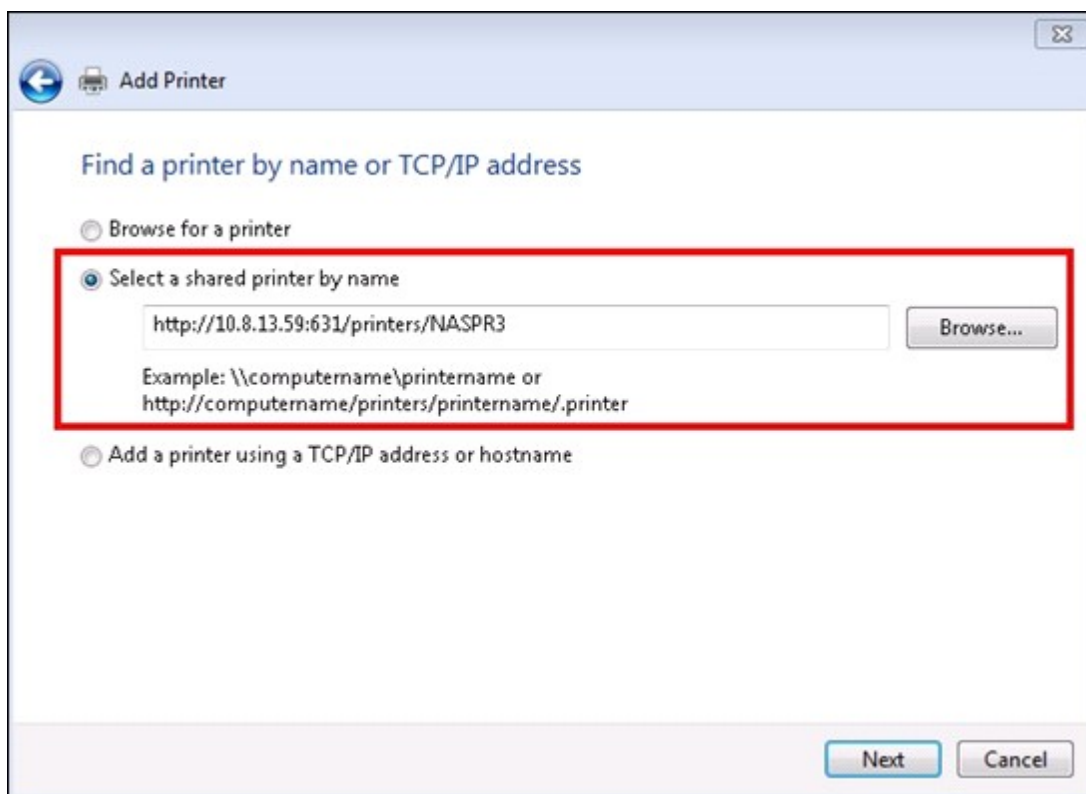 Add Printer
Find a printer by name or TCP/IP address
Browse for a printer
Select a shared printer by name
http://10.8.13.59:631/printers/NASPR3
Browse...
Example: \\computername\printername or
http://computername/printers/printername/.printer
Add a printer using a TCP/IP address or hostname
Next
Cancel